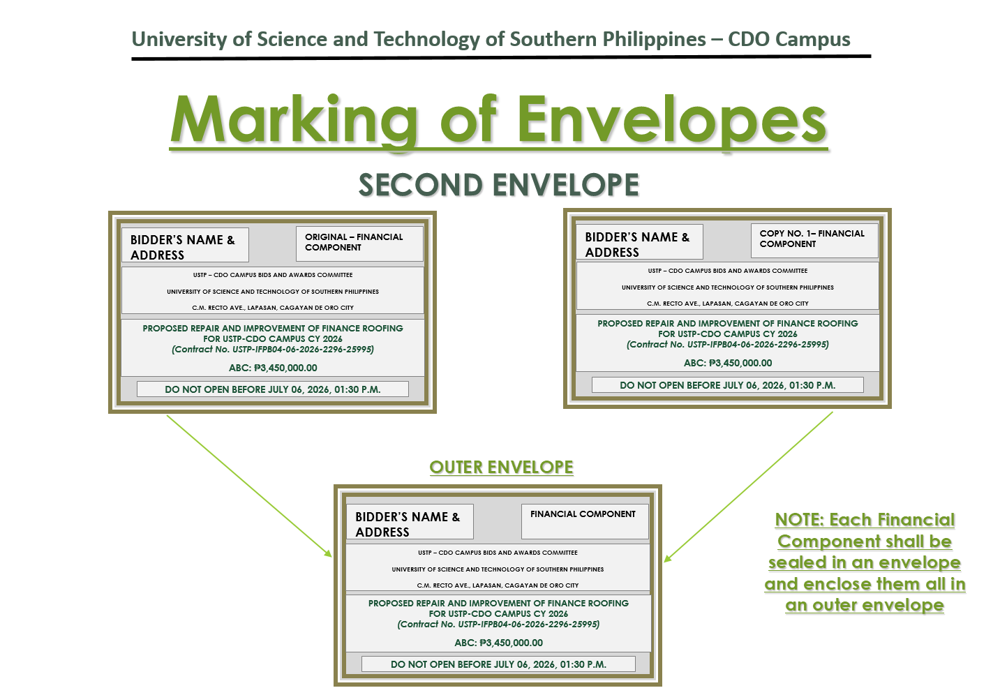 University of Science and Technology of Southern Philippines – CDO Campus
Marking of Envelopes
SECOND ENVELOPE
BIDDER'S NAME &
ADDRESS
ORIGINAL – FINANCIAL
COMPONENT
USTP – CDO CAMPUS BIDS AND AWARDS COMMITTEE
UNIVERSITY OF SCIENCE AND TECHNOLOGY OF SOUTHERN PHILIPPINES
C.M. RECTO AVE., LAPASAN, CAGAYAN DE ORO CITY
PROPOSED REPAIR AND IMPROVEMENT OF FINANCE ROOFING
FOR USTP-CDO CAMPUS CY 2026
(Contract No. USTP-IFPB04-06-2026-2296-25995)
ABC: ₱3,450,000.00
DO NOT OPEN BEFORE JULY 06, 2026, 01:30 P.M.
BIDDER'S NAME &
ADDRESS
COPY NO. 1– FINANCIAL
COMPONENT
USTP – CDO CAMPUS BIDS AND AWARDS COMMITTEE
UNIVERSITY OF SCIENCE AND TECHNOLOGY OF SOUTHERN PHILIPPINES
C.M. RECTO AVE., LAPASAN, CAGAYAN DE ORO CITY
PROPOSED REPAIR AND IMPROVEMENT OF FINANCE ROOFING
FOR USTP-CDO CAMPUS CY 2026
(Contract No. USTP-IFPB04-06-2026-2296-25995)
ABC: ₱3,450,000.00
DO NOT OPEN BEFORE JULY 06, 2026, 01:30 P.M.
OUTER ENVELOPE
BIDDER'S NAME &
ADDRESS
FINANCIAL COMPONENT
USTP – CDO CAMPUS BIDS AND AWARDS COMMITTEE
UNIVERSITY OF SCIENCE AND TECHNOLOGY OF SOUTHERN PHILIPPINES
C.M. RECTO AVE., LAPASAN, CAGAYAN DE ORO CITY
PROPOSED REPAIR AND IMPROVEMENT OF FINANCE ROOFING
FOR USTP-CDO CAMPUS CY 2026
(Contract No. USTP-IFPB04-06-2026-2296-25995)
ABC: ₱3,450,000.00
DO NOT OPEN BEFORE JULY 06, 2026, 01:30 P.M.
NOTE: Each Financial
Component shall be
sealed in an envelope
and enclose them all in
an outer envelope